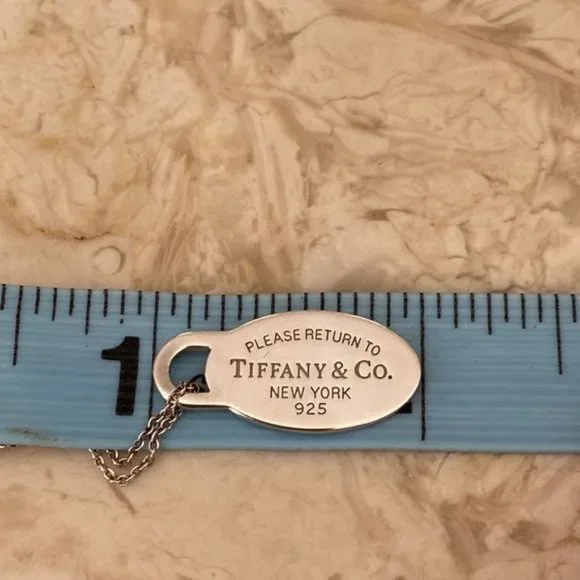 1
PLEASE RETURN TO
TIFFANY & CO.
NEW YORK
925